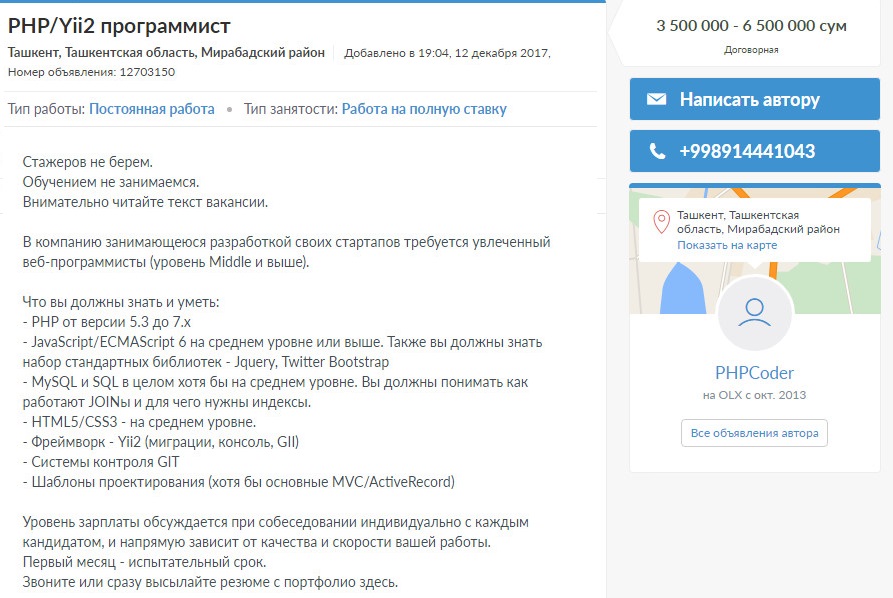 PHP/Yii2 программист
Ташкент, Ташкентская область, Мирабадский район
Добавлено в 19:04, 12 декабря 2017,
Номер объявления: 12703150
Тип работы: Постоянная работа • Тип занятости: Работа на полную ставку
Стажеров не берем.
Обучением не занимаемся.
Внимательно читайте текст вакансии.
В компанию занимающеюся разработкой своих стартапов требуется увлеченный
веб-программисты (уровень Middle и выше).
Что вы должны знать и уметь:
- PHP от версии 5.3 до 7.x
- JavaScript/ECMAScript 6 на среднем уровне или выше. Также вы должны знать
набор стандартных библиотек - Jquery, Twitter Bootstrap
- MySQL и SQL в целом хотя бы на среднем уровне. Вы должны понимать как
работают JOINы и для чего нужны индексы.
- HTML5/CSS3 - на среднем уровне.
- Фреймворк - Yii2 (миграции, консоль, GII)
- Системы контроля GIT
- Шаблоны проектирования (хотя бы основные MVC/ActiveRecord)
Уровень зарплаты обсуждается при собеседовании индивидуально с каждым
кандидатом, и напрямую зависит от качества и скорости вашей работы.
Первый месяц - испытательный срок.
Звоните или сразу высылайте резюме с портфолио здесь.
3 500 000 - 6 500 000 сум
Договорная
Написать автору
+998914441043
Ташкент, Ташкентская
область, Мирабадский район
Показать на карте
PHPCoder
на OLX с окт. 2013
Все объявления автора